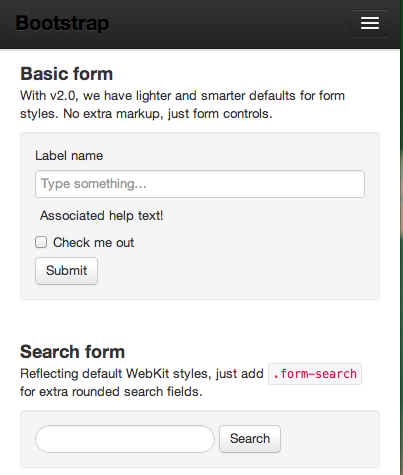 Bootstrap
Basic form
With v2.0, we have lighter and smarter defaults for form
styles. No extra markup, just form controls.
Label name
Type something...
Associated help text!
Check me out
Submit
Search form
Reflecting default WebKit styles, just add .form-search
for extra rounded search fields.
Search